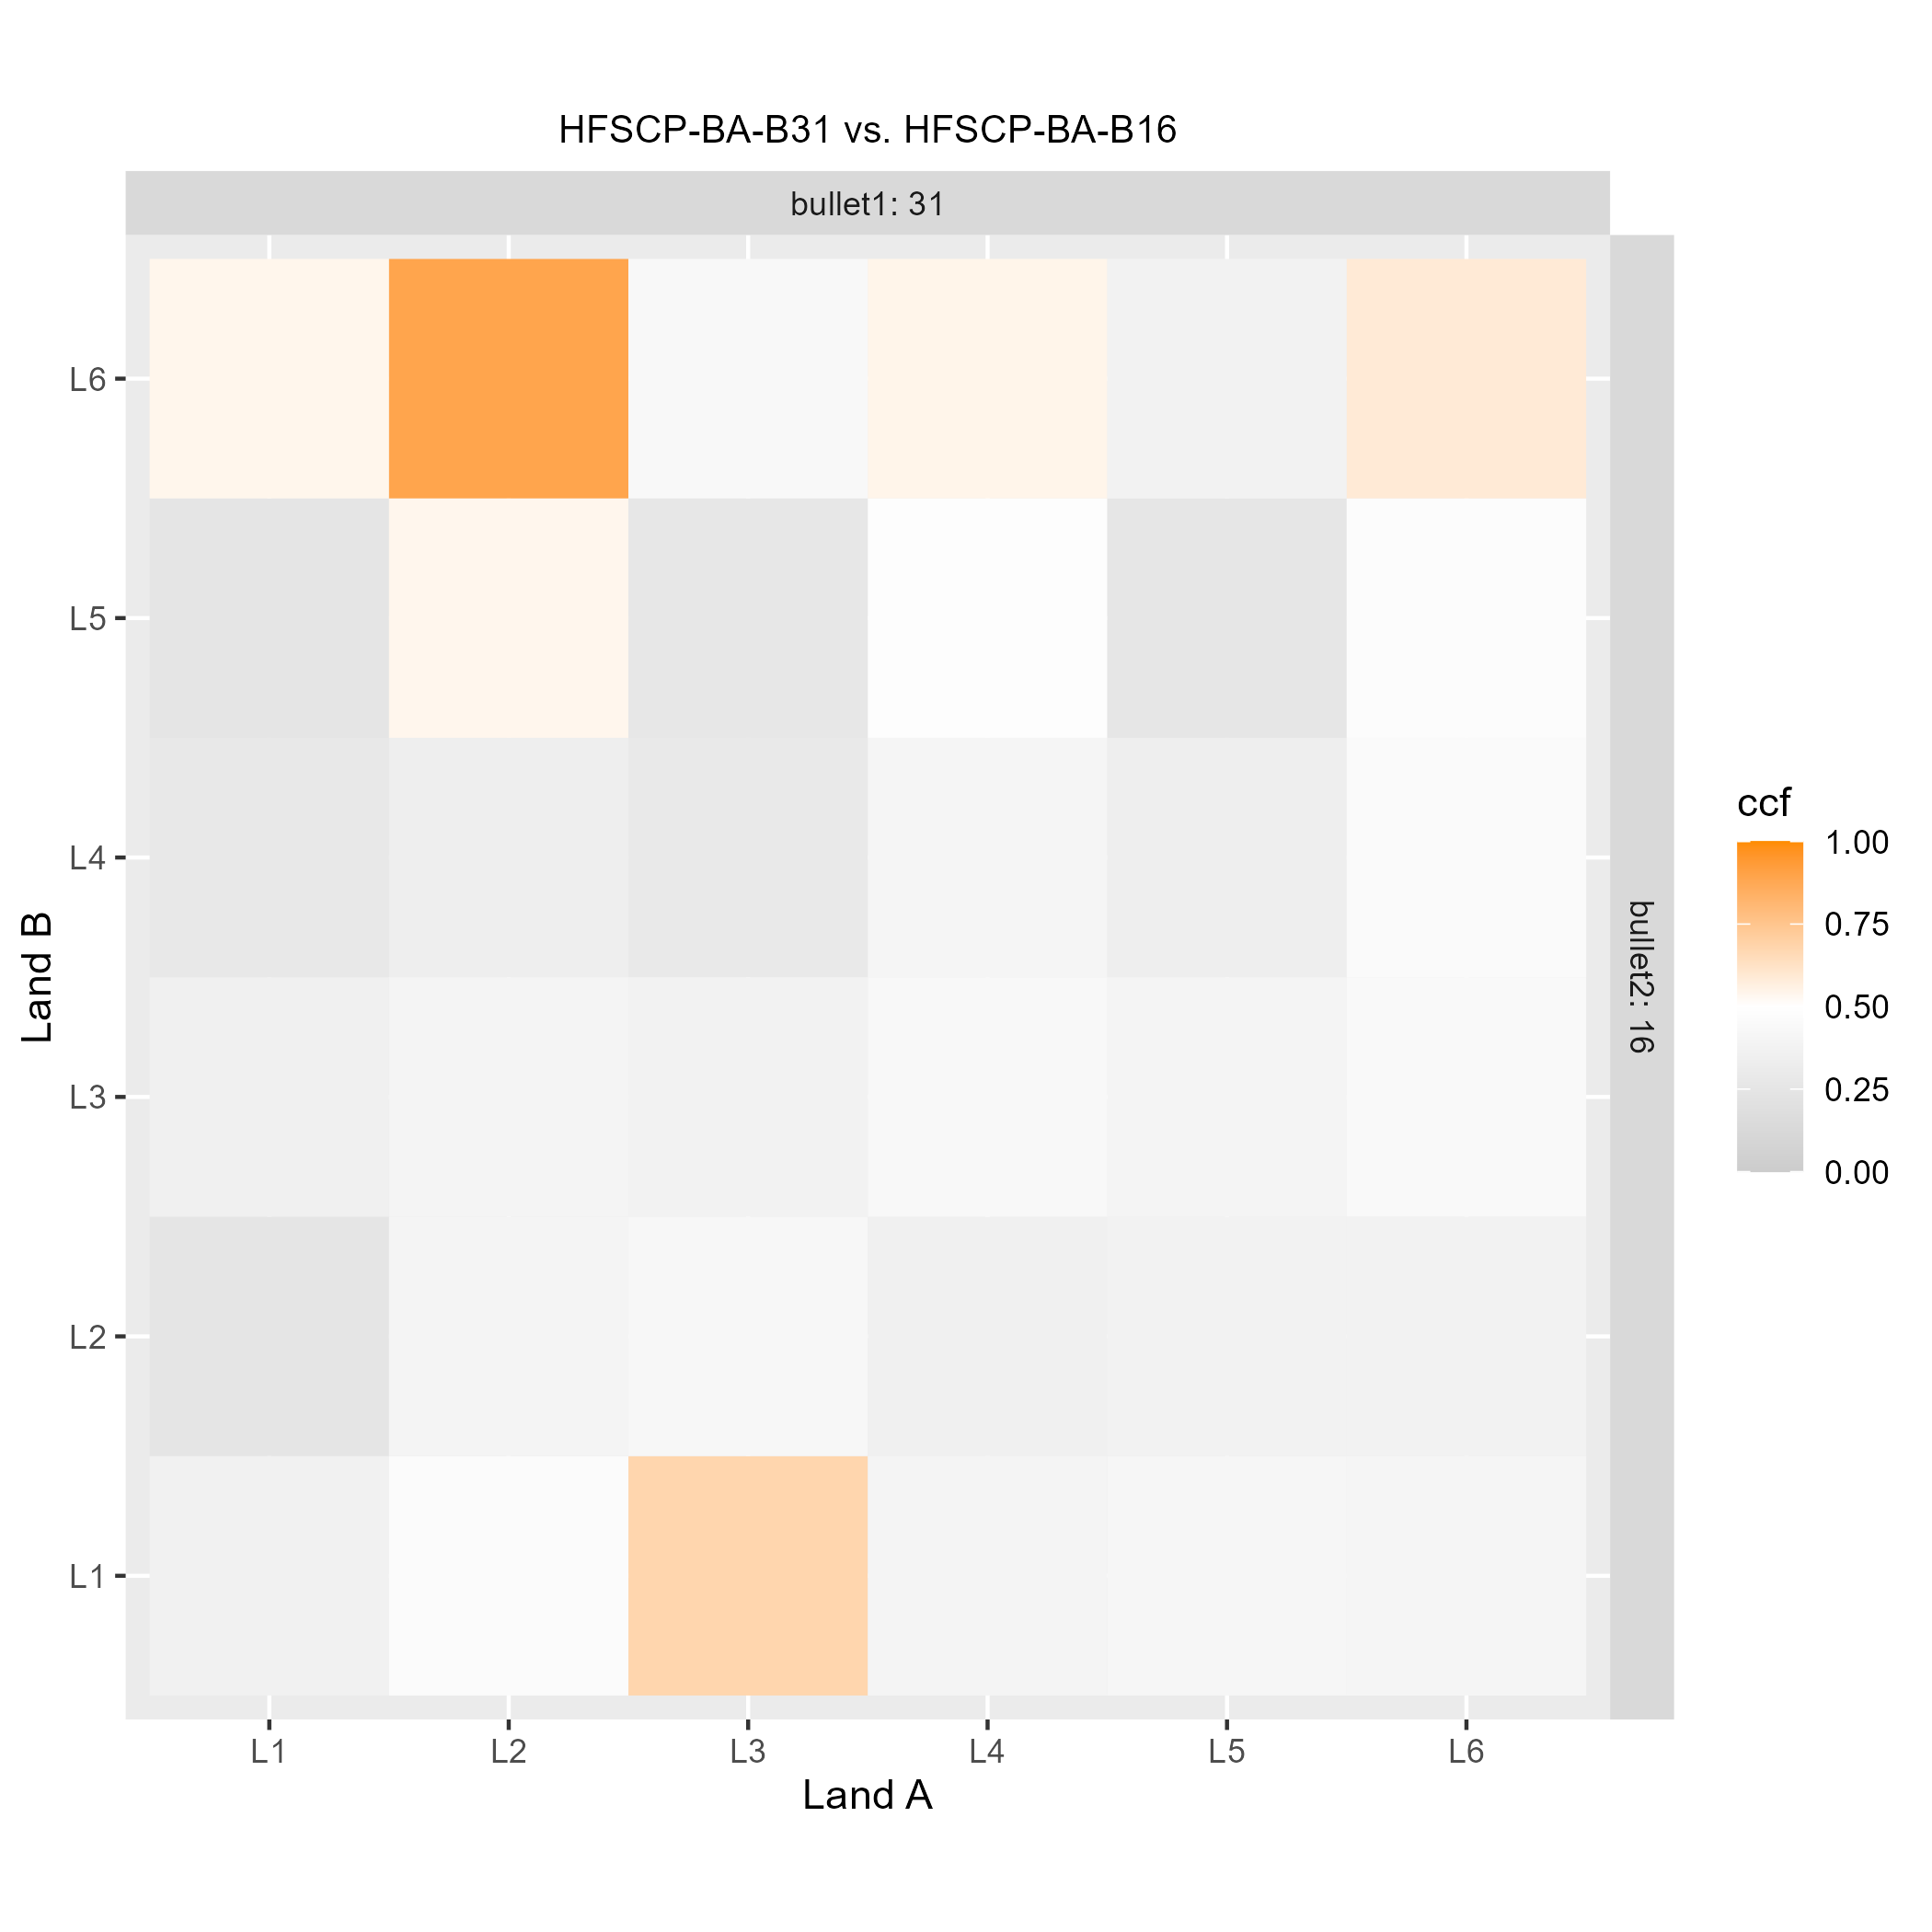 HFSCP-BA-B31 vs. HFSCP-BA-B16
bullet1: 31
L6
L5
L4
L3
L2
L1
Land B
bullet2: 16
L1 L2 L3 L4 L5 L6
Land A
ccf
1.00
0.75
0.50
0.25
0.00